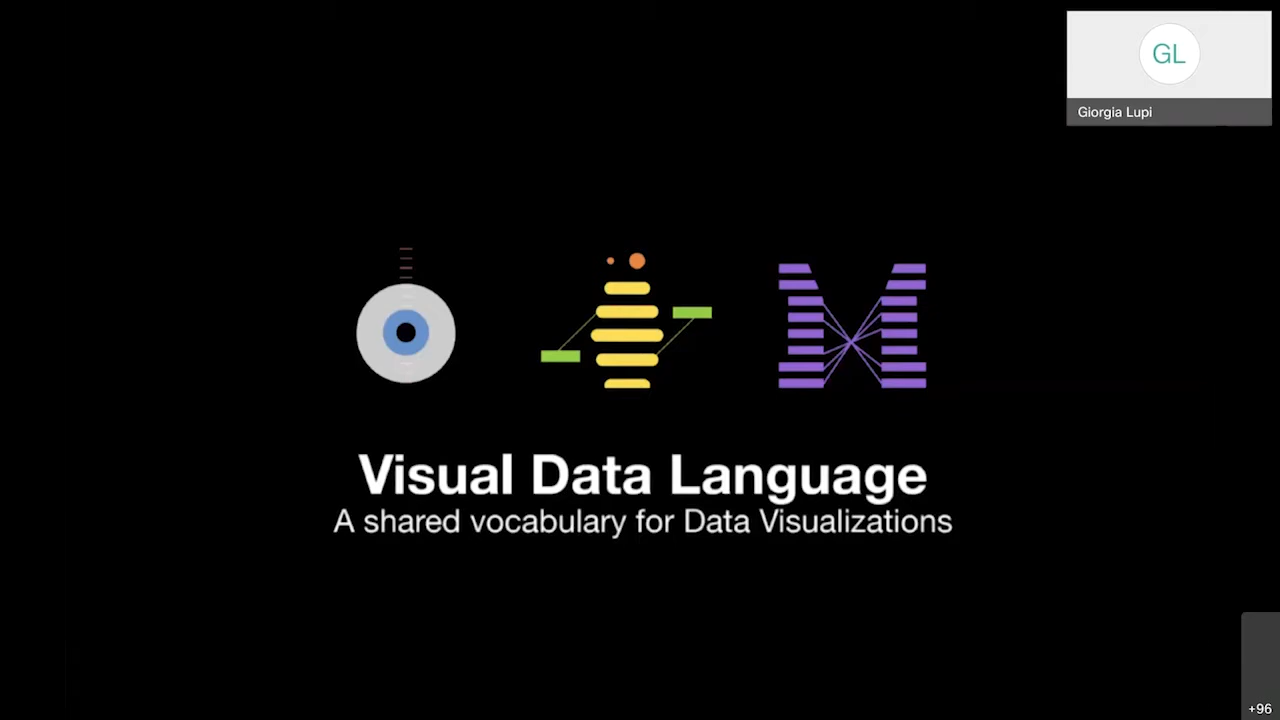 GL
Giorgia Lupi
Visual Data Language
A shared vocabulary for Data Visualizations
+96